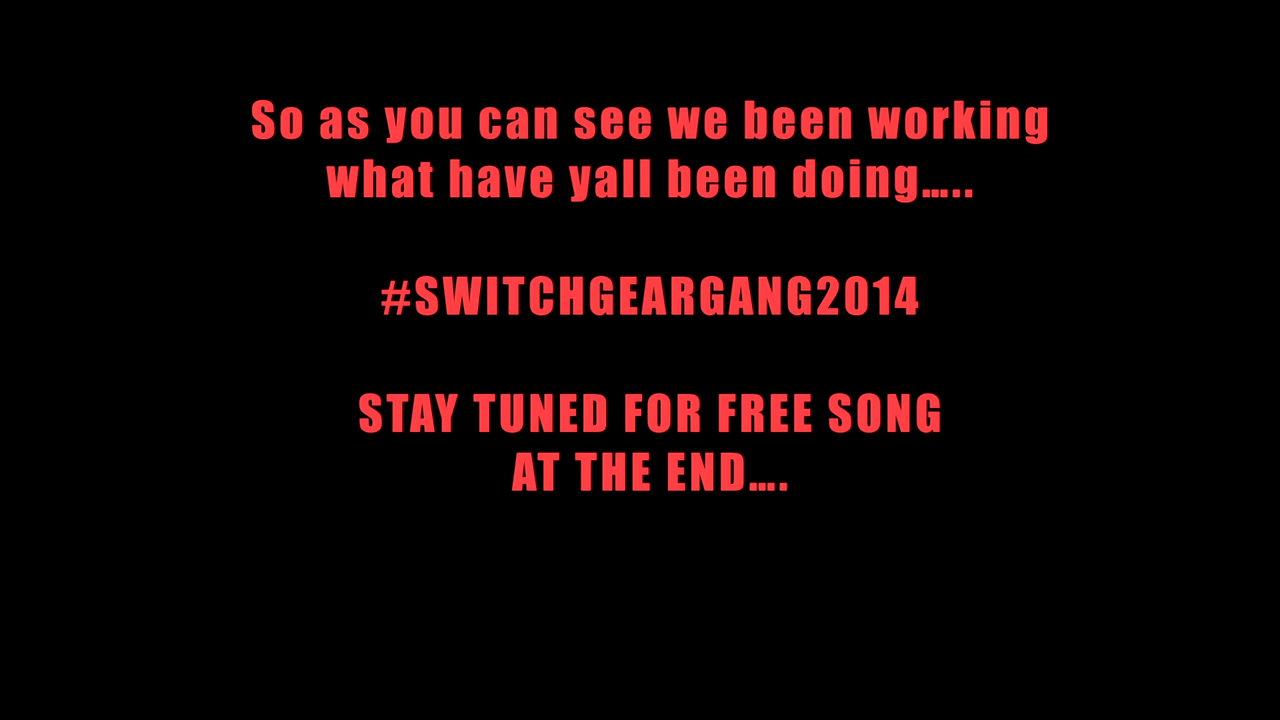 So as you can see we been working
what have yall been doing…..
#SWITCHGEARGANG2014
STAY TUNED FOR FREE SONG
AT THE END….